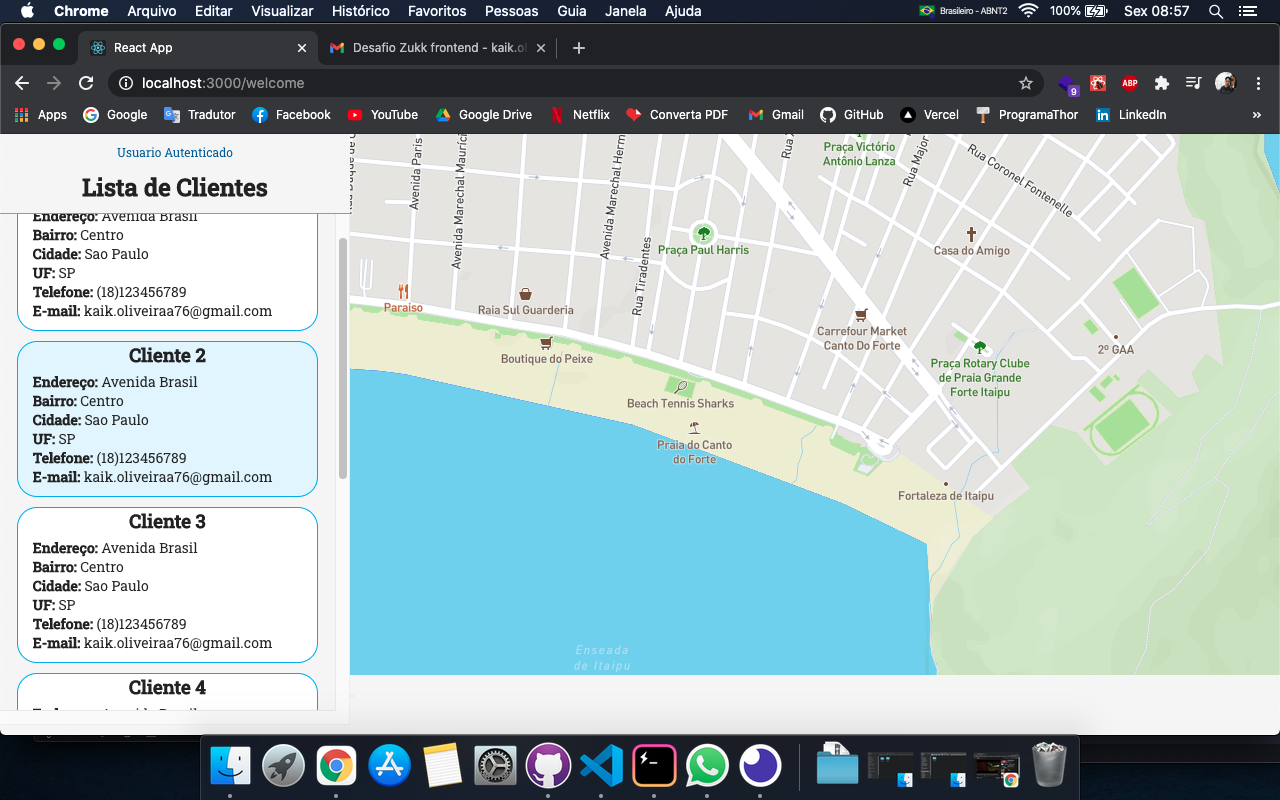 Chrome Arquivo Editar Visualizar Histórico Favoritos Pessoas Guia Janela Ajuda Brasileiro - ABNT2 100% Sex 08:57
React App
Desafio Zukk frontend - kaik.ol
localhost:3000/welcome
9
ABP
Apps Google Tradutor Facebook YouTube Google Drive Netflix Converta PDF Gmail GitHub Vercel ProgramaThor LinkedIn »
Usuario Autenticado
Lista de Clientes
Endereço: Avenida Brasil
Bairro: Centro
Cidade: Sao Paulo
UF: SP
Telefone: (18)123456789
E-mail: kaik.oliveiraa76@gmail.com
Cliente 2
Endereço: Avenida Brasil
Bairro: Centro
Cidade: Sao Paulo
UF: SP
Telefone: (18)123456789
E-mail: kaik.oliveiraa76@gmail.com
Cliente 3
Endereço: Avenida Brasil
Bairro: Centro
Cidade: Sao Paulo
UF: SP
Telefone: (18)123456789
E-mail: kaik.oliveiraa76@gmail.com
Cliente 4
Avenida Paris
Avenida Marechal Mauríci
Avenida Marechal Herm
Rua Tiradentes
Rua
Praça Victório
Antônio Lanza
Rua Major
Rua Coronel Fontenelle
Praça Paul Harris
Casa do Amigo
Paraiso
Raia Sul Guarderia
Boutique do Peixe
Carrefour Market
Canto Do Forte
2º GAA
Praça Rotary Clube
de Praia Grande
Forte Itaipu
Beach Tennis Sharks
Praia do Canto
do Forte
Fortaleza de Itaipu
Enseada
de Itaipu